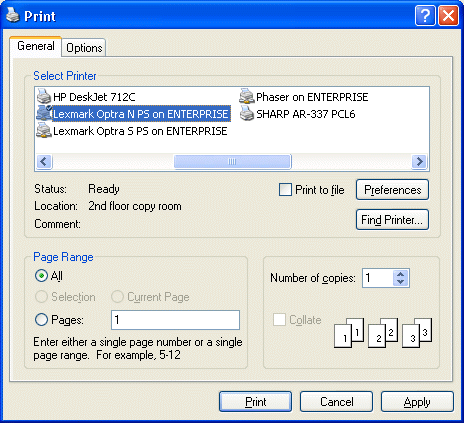 Print
General Options
Select Printer
HP DeskJet 712C Phaser on ENTERPRISE
Lexmark Optra N PS on ENTERPRISE SHARP AR-337 PCL6
Lexmark Optra S PS on ENTERPRISE
Status: Ready Print to file Preferences
Location: 2nd floor copy room
Comment: Find Printer...
Page Range
All Number of copies: 1
Selection Current Page
Pages: 1 Collate
1 1 2 2 3 3
Enter either a single page number or a single
page range. For example, 5-12
Print Cancel Apply